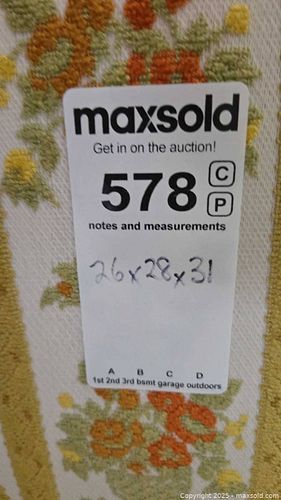 maxsold
Get in on the auction!
578 C
P
notes and measurements
26x28x31
A B C D
1st 2nd 3rd bsmt garage outdoors
Copyright© 2025 - maxsold.com